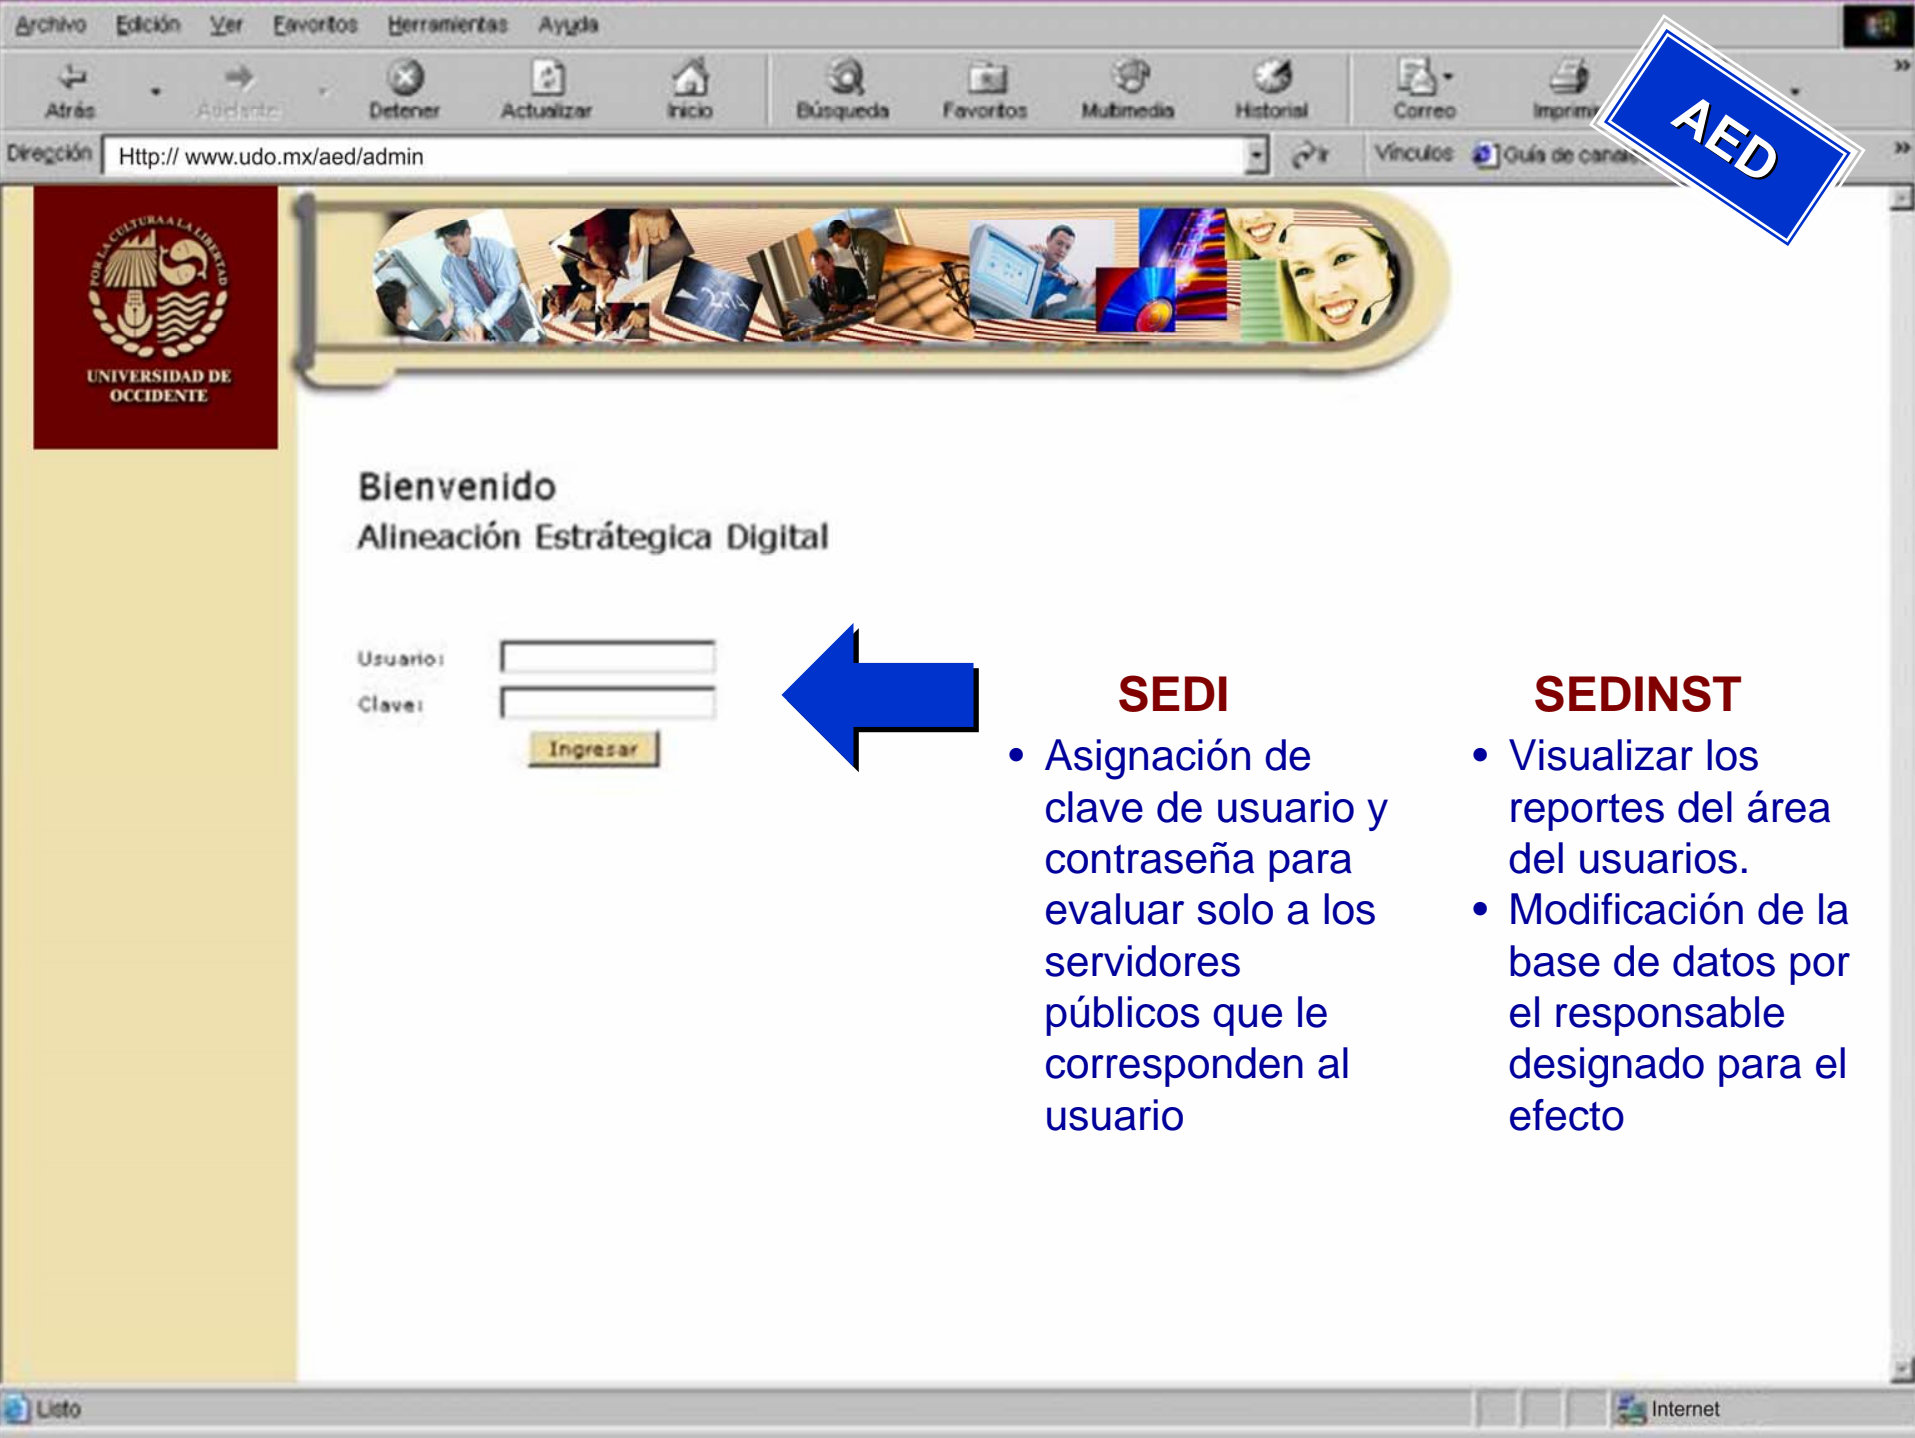 Archivo Edición Ver Favoritos Herramientas Ayuda
Atrás Adelante Detener Actualizar Inicio Búsqueda Favoritos Multimedia Historial Correo
AED
Dirección Http:// www.udo.mx/aed/admin Ir Vínculos Guía de
POR LA CULTURA A LA LIBERTAD
UNIVERSIDAD DE
OCCIDENTE
Bienvenido
Alineación Estrátegica Digital
Usuario:
Clave:
Ingresar
SEDI
• Asignación de
clave de usuario y
contraseña para
evaluar solo a los
servidores
públicos que le
corresponden al
usuario
SEDINST
• Visualizar los
reportes del área
del usuarios.
• Modificación de la
base de datos por
el responsable
designado para el
efecto
Listo
Internet